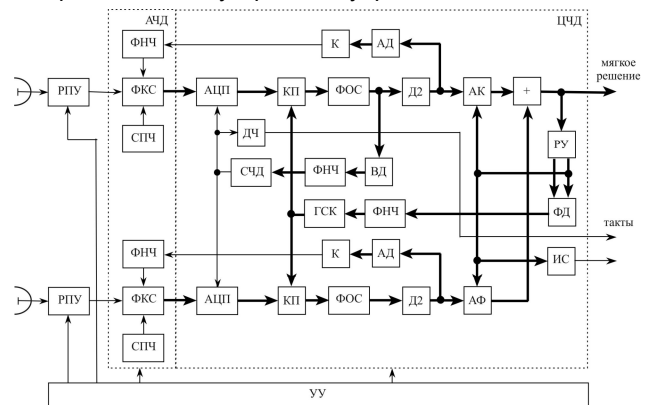 АЧД
ЦЧД
ФНЧ
К
АД
мягкое
решение
РПУ
ФКС
АЦП
КП
ФОС
Д2
АК
+
СПЧ
ДЧ
РУ
СЧД
ФНЧ
ВД
ГСК
ФНЧ
ФД
такты
ФНЧ
К
АД
ИС
РПУ
ФКС
АЦП
КП
ФОС
Д2
АФ
СПЧ
УУ